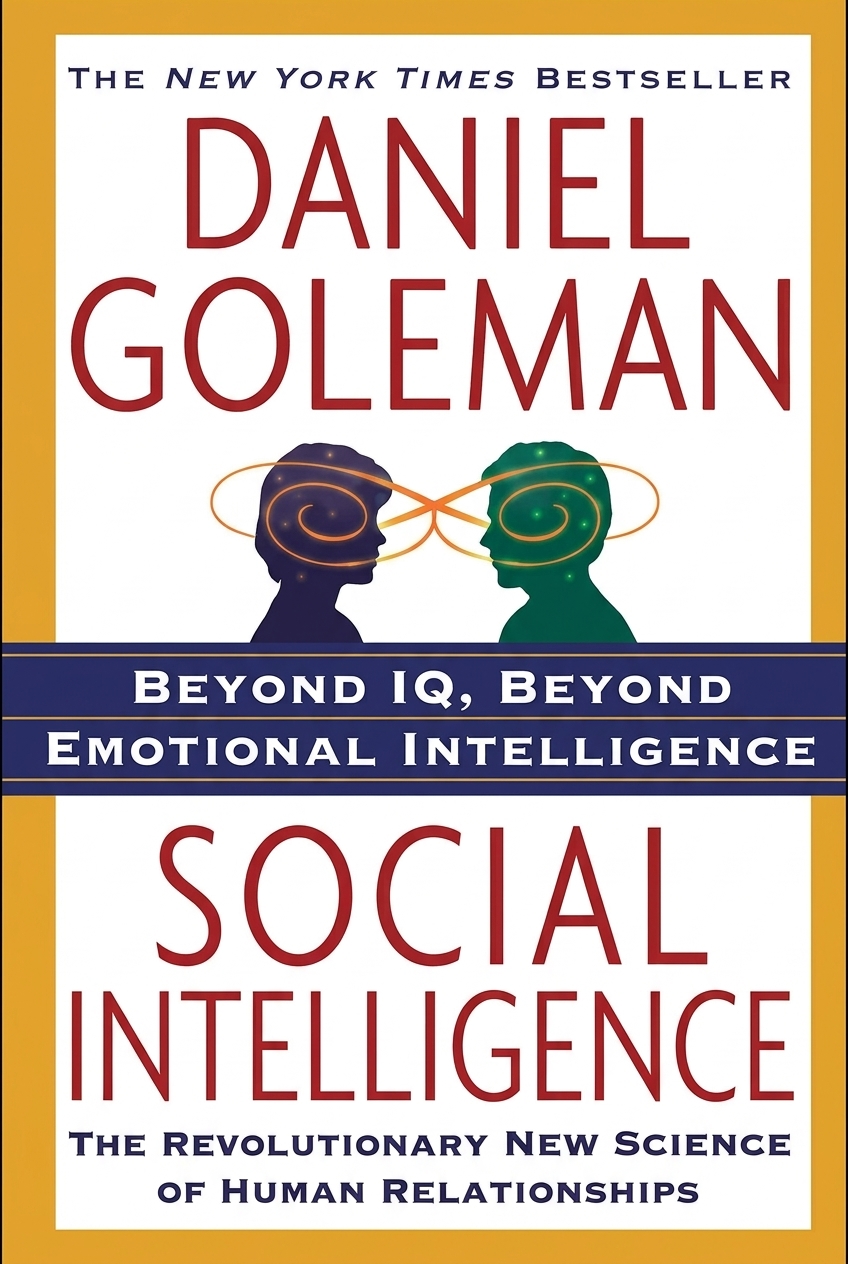 The New York Times Bestseller
DANIEL
GOLEMAN
Beyond IQ, Beyond
Emotional Intelligence
SOCIAL
INTELLIGENCE
The Revolutionary New Science
of Human Relationships